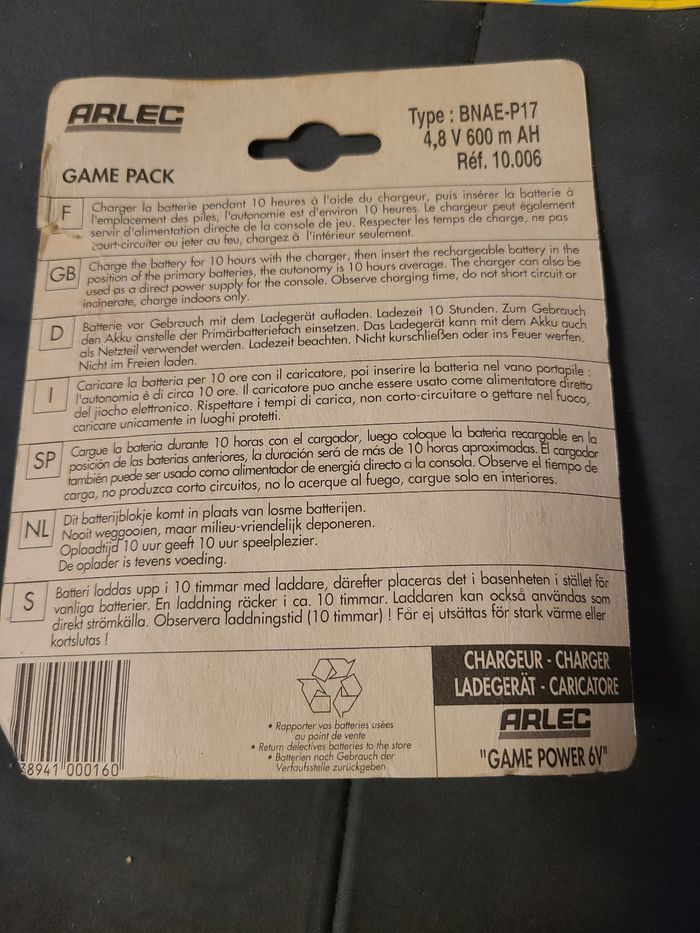 ARLEC
Type : BNAE-P17
4,8 V 600 m AH
Réf. 10.006
GAME PACK
F
Charger la batterie pendant 10 heures à l'aide du chargeur, puis insérer la batterie à
l'emplacement des piles, l'autonomie est d'environ 10 heures. Le chargeur peut également
servir d'alimentation directe de la console de jeu. Respecter les temps de charge, ne pas
court-circuiter ou jeter au feu, chargez à l'intérieur seulement.
GB
Charge the battery for 10 hours with the charger, then insert the rechargeable battery in the
position of the primary batteries, the autonomy is 10 hours average. The charger can also be
used as a direct power supply for the console. Observe charging time, do not short circuit or
incinerate, charge indoors only.
D
Batterie vor Gebrauch mit dem Ladegerät aufladen. Ladezeit 10 Stunden. Zum Gebrauch
den Akku anstelle der Primärbatteriefach einsetzen. Das Ladegerät kann mit dem Akku auch
als Netzteil verwendet werden. Ladezeit beachten. Nicht kurschließen oder ins Feuer werfen.
Nicht im Freien laden.
I
Caricare la batteria per 10 ore con il caricatore, poi inserire la batteria nel vano portapile :
l'autonomia è di circa 10 ore. Il caricatore puo anche essere usato come alimentatore diretto
del jiocho elettronico. Rispettare i tempi di carica, non corto-circuitare o gettare nel fuoco,
caricare unicamente in luoghi protetti.
SP
Cargue la bateria durante 10 horas con el cargador, luego coloque la bateria recargable en la
posición de las baterias anteriores, la duración será de más de 10 horas aproximadas. El cargador
también puede ser usado como alimentador de energiá directo a la consola. Observe el tiempo de
carga, no produzca corto çircuitos, no lo acerque al fuego, cargue solo en interiores.
NL
Dit batterijblokje komt in plaats van losse batterijen.
Nooit weggooien, maar milieu-vriendelijk deponeren.
Oplaadtijd 10 uur geeft 10 uur speelplezier.
De oplader is tevens voeding.
S
Batteri laddas upp i 10 timmar med laddare, därefter placeras det i basenheten i stället för
vanliga batterier. En laddning räcker i ca. 10 timmar. Laddaren kan också användas som
direkt strömkälla. Observera laddningstid (10 timmar) ! Får ej utsättas för stark värme eller
kortslutas !
38941 000160
• Rapporter vos batteries usées
au point de vente
• Return delectives batteries to the store
• Batterien nach Gebrauch der
Verfaufsstelle zurückgeben
CHARGEUR - CHARGER
LADEGERÄT - CARICATORE
ARLEC
"GAME POWER 6V"